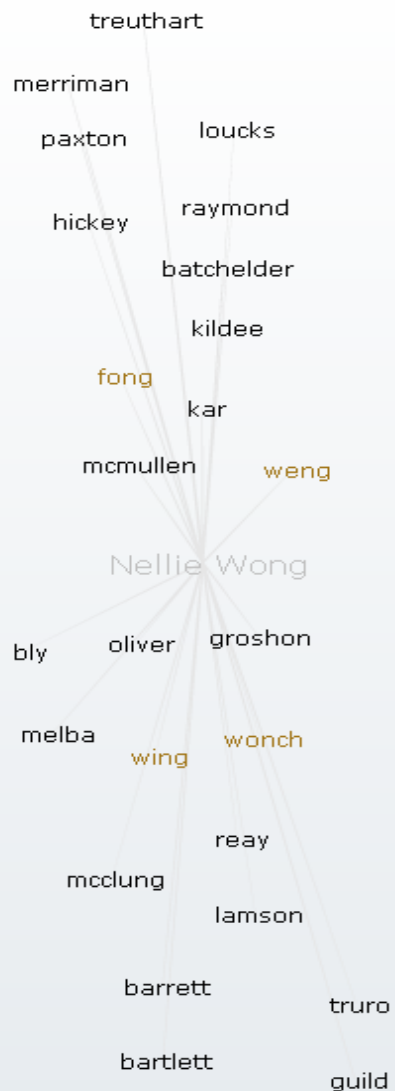 treuthart
merriman
loucks
paxton
raymond
hickey
batchelder
kildee
fong
kar
mcmullen
weng
Nellie Wong
groshon
oliver
bly
melba
wonch
wing
reay
mcclung
lamson
barrett
truro
bartlett
guild